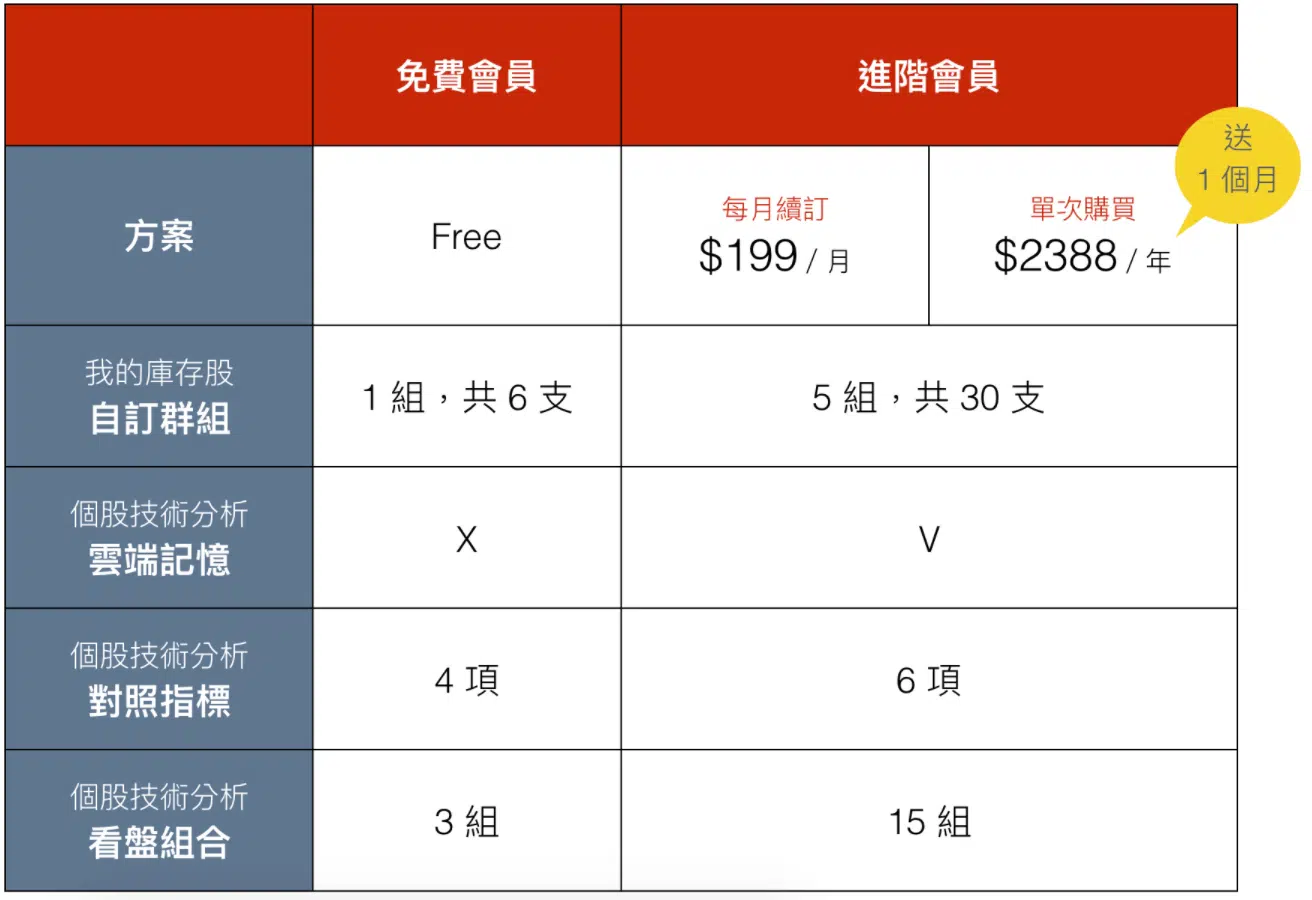 免費會員
進階會員
送
1 個月
方案
Free
每月續訂
$199 / 月
單次購買
$2388 / 年
我的庫存股
自訂群組
1 組，共 6 支
5 組，共 30 支
個股技術分析
雲端記憶
X
V
個股技術分析
對照指標
4 項
6 項
個股技術分析
看盤組合
3 組
15 組